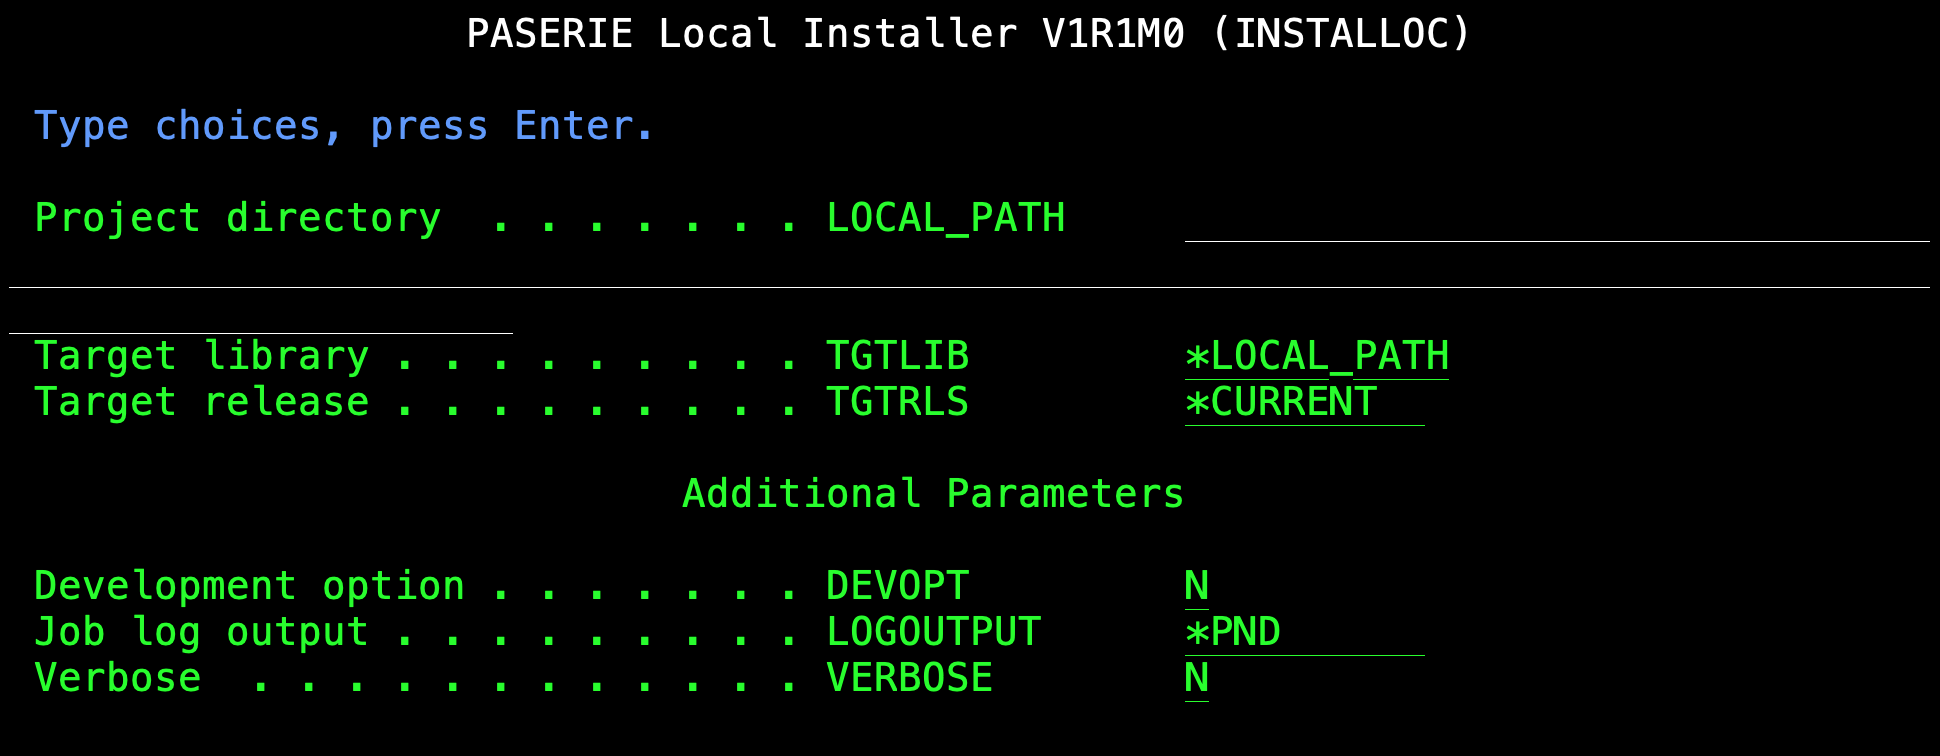 PASERIE Local Installer V1R1M0 (INSTALLOC)
Type choices, press Enter.
Project directory  . . . . . . . LOCAL_PATH
Target library . . . . . . . . . TGTLIB *LOCAL_PATH
Target release . . . . . . . . . TGTRLS *CURRENT
Additional Parameters
Development option . . . . . . . DEVOPT N
Job log output . . . . . . . . . LOGOUTPUT *PND
Verbose  . . . . . . . . . . . . VERBOSE N